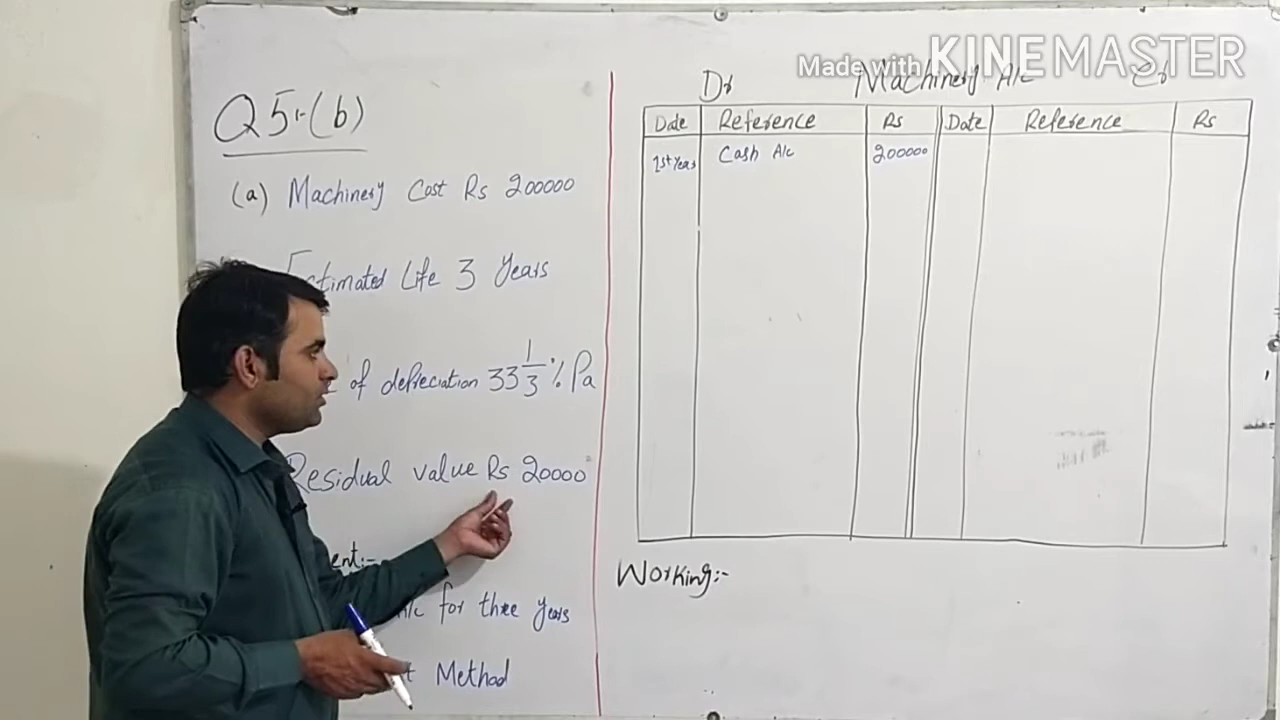 Made with KINEMASTER
Q5:-(b)
(a) Machinery Cost Rs 200000
Estimated Life 3 Years
of depreciation 33 1/3 % Pa
Residual value Rs 20000
ent:-
A/c for three Years
Method
Dr Machinery A/c Cr
Date Reference Rs Date Reference Rs
1st Year Cash A/c 200000
Working:-